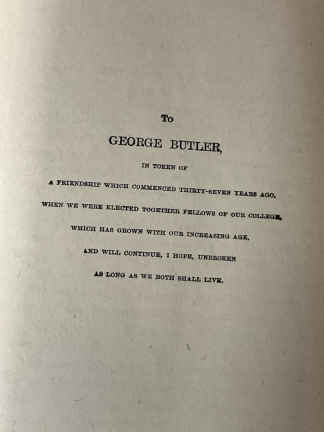 To
GEORGE BUTLER,
IN TOKEN OF
A FRIENDSHIP WHICH COMMENCED THIRTY-SEVEN YEARS AGO,
WHEN WE WERE ELECTED TOGETHER FELLOWS OF OUR COLLEGE,
WHICH HAS GROWN WITH OUR INCREASING AGE,
AND WILL CONTINUE, I HOPE, UNBROKEN
AS LONG AS WE BOTH SHALL LIVE.